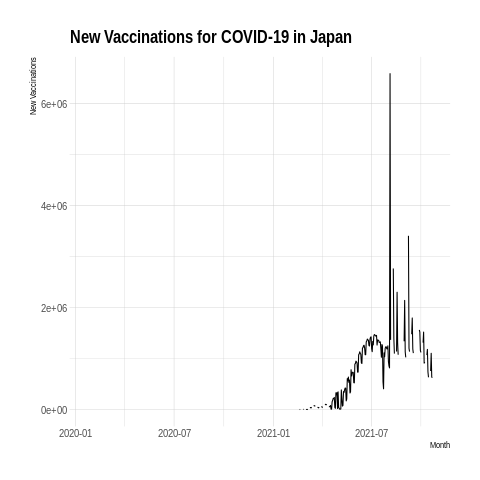 New Vaccinations for COVID-19 in Japan
New Vaccinations
6e+06
4e+06
2e+06
0e+00
2020-01 2020-07 2021-01 2021-07
Month